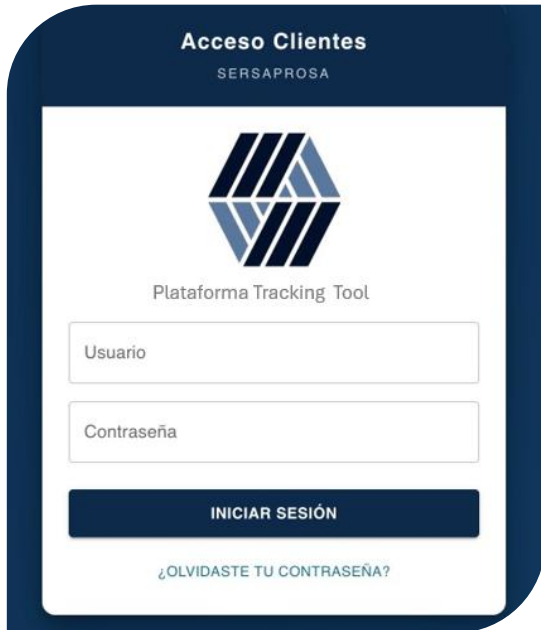 Acceso Clientes
SERSAPROSA
Plataforma Tracking Tool
Usuario
Contraseña
INICIAR SESIÓN
¿OLVIDASTE TU CONTRASEÑA?